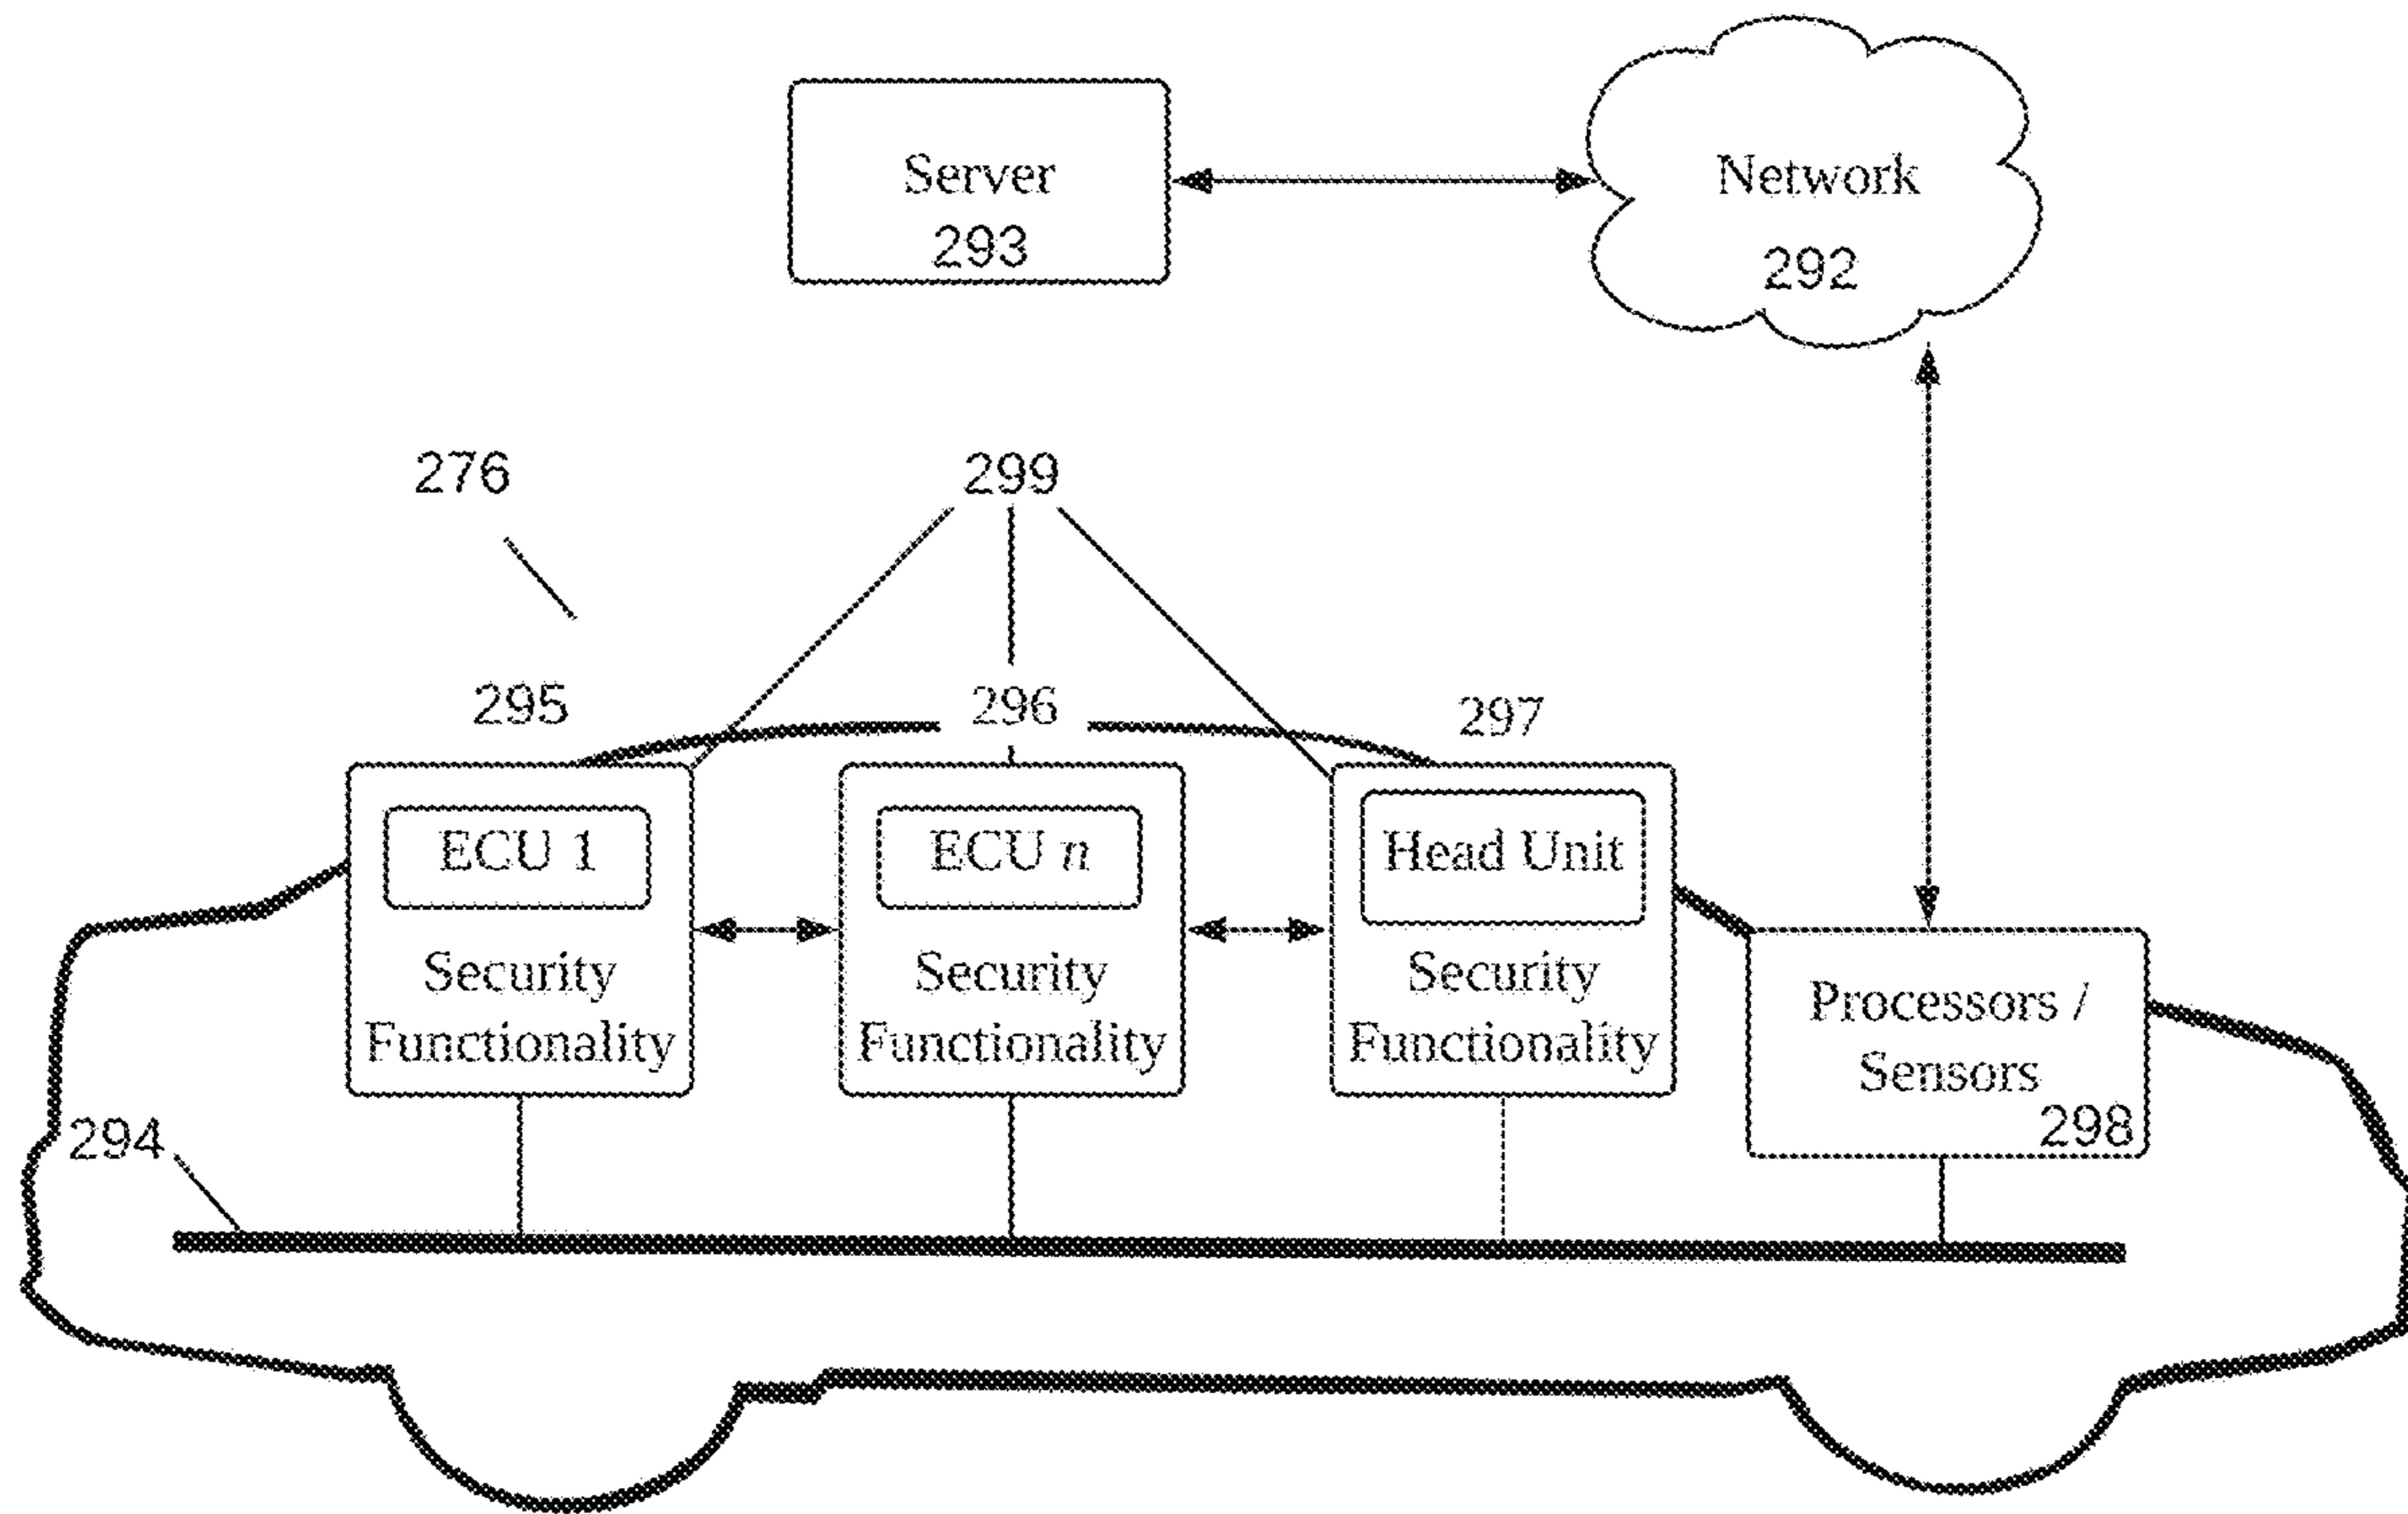 Server
293
Network
292
276
299
295
296
297
ECU 1
Security
Functionality
ECU n
Security
Functionality
Head Unit
Security
Functionality
Processors /
Sensors
298
294